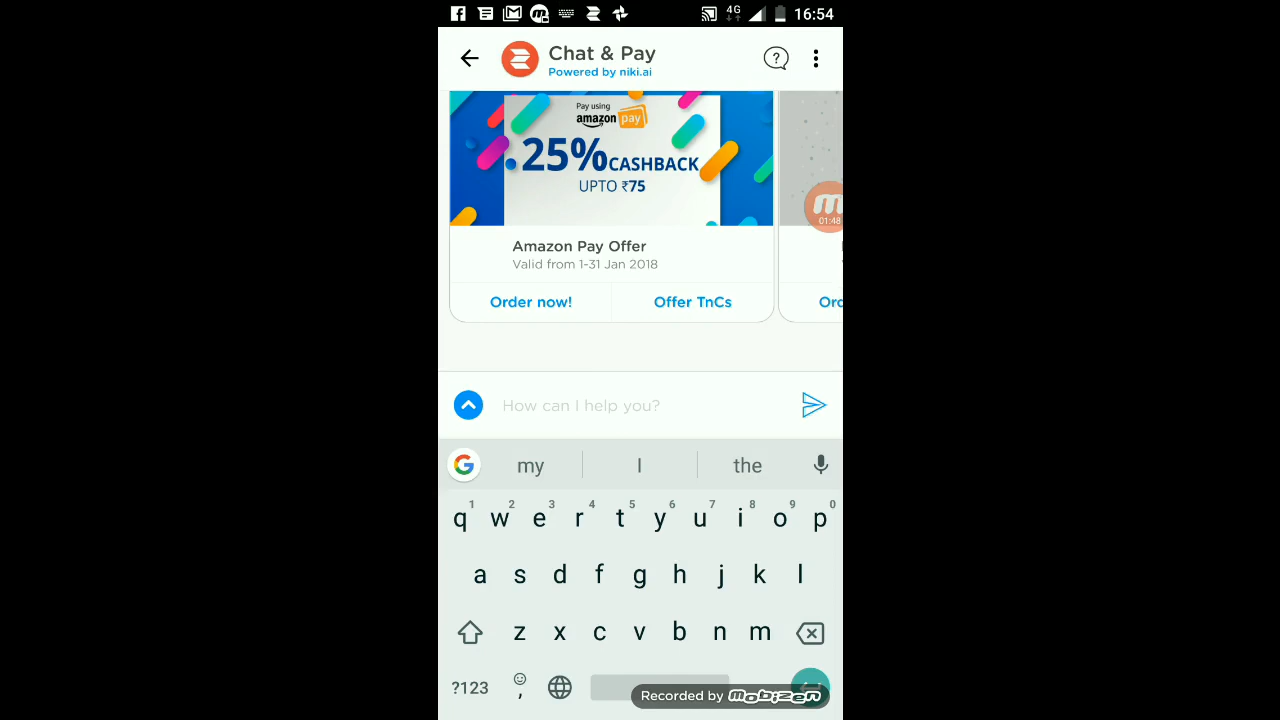 4G 16:54
Chat & Pay
Powered by niki.ai
Pay using
amazon pay
25% CASHBACK
UPTO ₹75
01:48
Amazon Pay Offer
Valid from 1-31 Jan 2018
Order now!
Offer TnCs
How can I help you?
my I the
1 2 3 4 5 6 7 8 9 0
q w e r t y u i o p
a s d f g h j k l
z x c v b n m
?123 ,
Recorded by mobizen